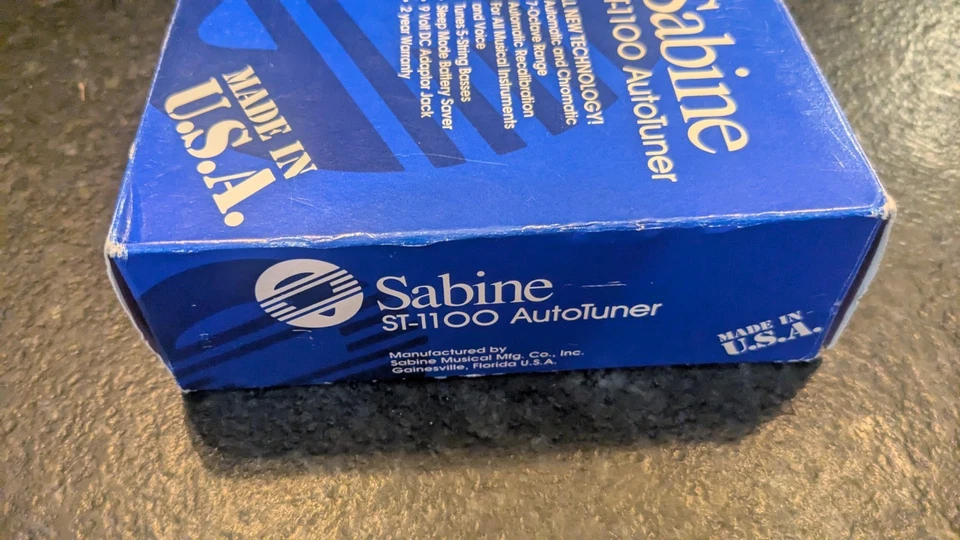 Sabine
ST-1100 AutoTuner
ALL NEW TECHNOLOGY!
Automatic and Chromatic
7-Octave Range
Automatic Recalibration
For All Musical Instruments
and Voice
Tunes 5-String Basses
Sleep Mode Battery Saver
9 Volt DC Adaptor Jack
• 2 year Warranty
MADE IN
U.S.A.
Sabine
ST-1100 AutoTuner
Manufactured by
Sabine Musical Mfg. Co., Inc.
Gainesville, Florida U.S.A.
MADE IN
U.S.A.